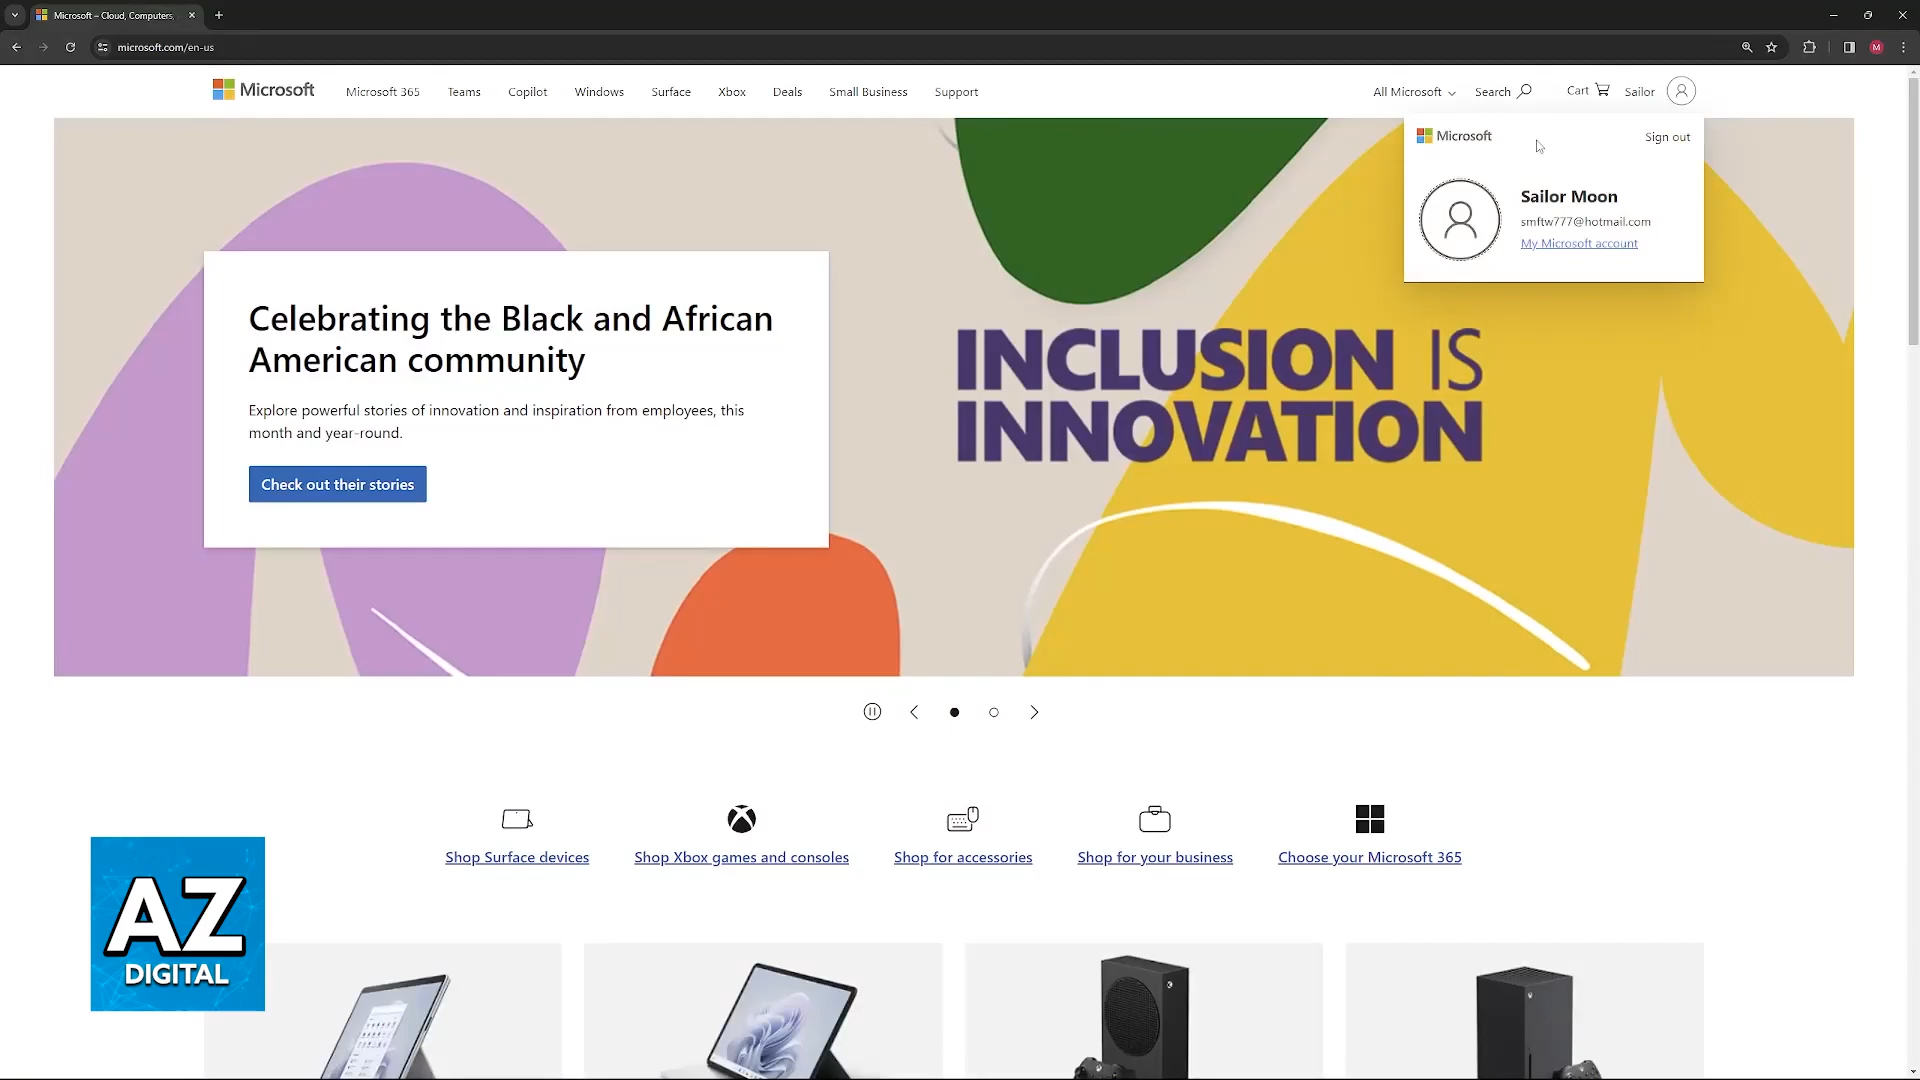 Microsoft – Cloud, Computers,
microsoft.com/en-us
M
Microsoft
Microsoft 365
Teams
Copilot
Windows
Surface
Xbox
Deals
Small Business
Support
All Microsoft
Search
Cart
Sailor
Microsoft
Sign out
Sailor Moon
smftw777@hotmail.com
My Microsoft account
Celebrating the Black and African
American community
Explore powerful stories of innovation and inspiration from employees, this
month and year-round.
Check out their stories
INCLUSION IS
INNOVATION
Shop Surface devices
Shop Xbox games and consoles
Shop for accessories
Shop for your business
Choose your Microsoft 365
AZ
DIGITAL